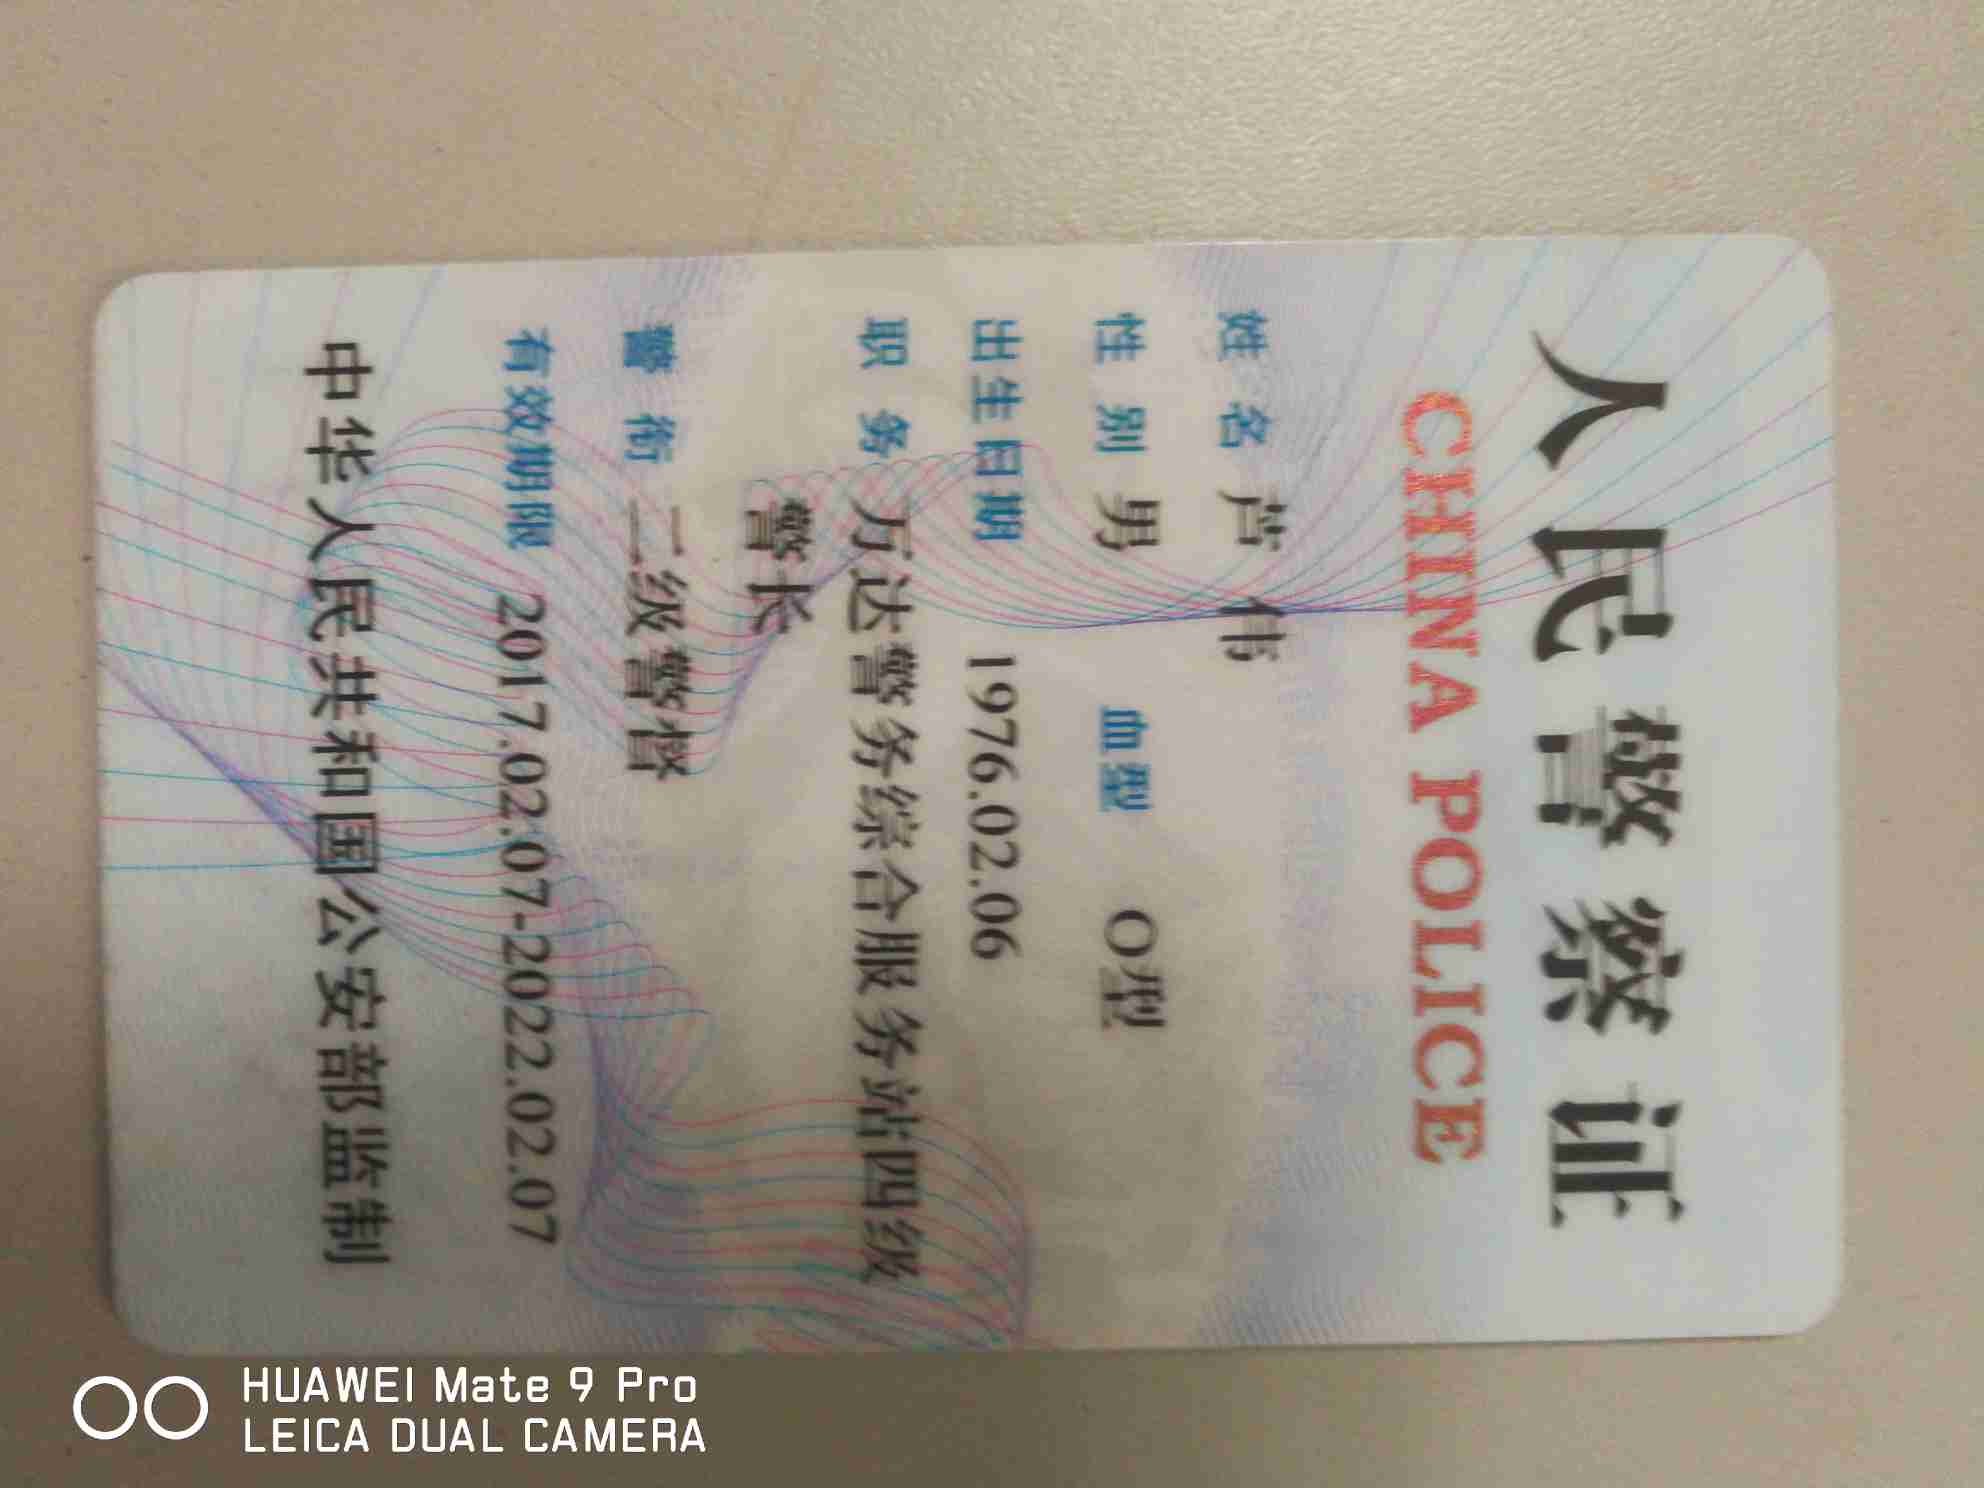 人民警察证
CHINA POLICE
姓名 芦伟
性别 男 血型 O型
出生日期 1976.02.06
职务 万达警务综合服务站四级
警长
警衔 二级警督
有效期限 2017.02.07-2022.02.07
中华人民共和国公安部监制
HUAWEI Mate 9 Pro
LEICA DUAL CAMERA